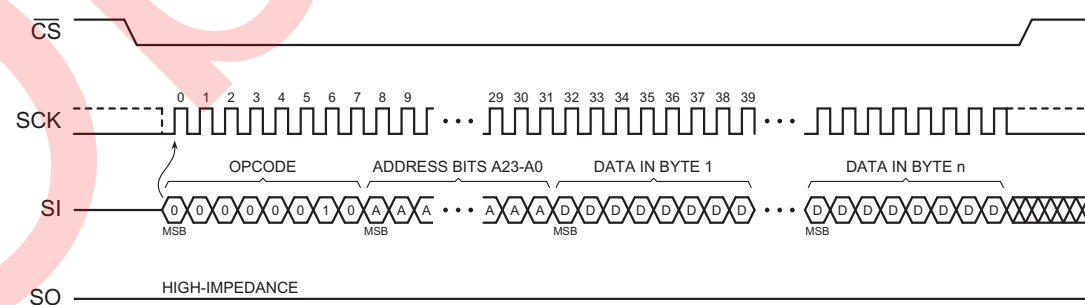 CS
SCK
0 1 2 3 4 5 6 7 8 9 29 30 31 32 33 34 35 36 37 38 39
OPCODE ADDRESS BITS A23-A0 DATA IN BYTE 1 DATA IN BYTE n
SI
0 0 0 0 0 0 1 0 A A A A A A D D D D D D D D D D D D D D D D
MSB MSB MSB MSB
SO
HIGH-IMPEDANCE